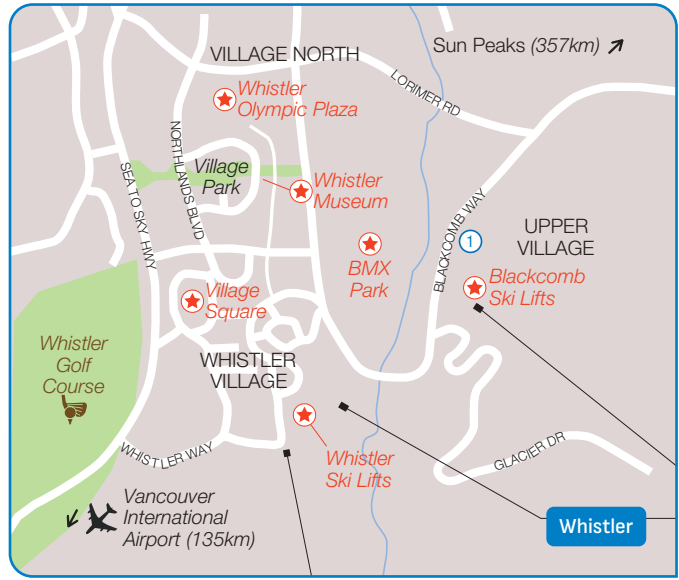 Sun Peaks (357km)
VILLAGE NORTH
LORIMER RD
Whistler
Olympic Plaza
NORTHLANDS BLVD
Village
Park
SEA TO SKY HWY
Whistler
Museum
BLACKCOMB WAY
UPPER
VILLAGE
1
BMX
Park
Blackcomb
Ski Lifts
Village
Square
Whistler
Golf
Course
WHISTLER
VILLAGE
WHISTLER WAY
Whistler
Ski Lifts
GLACIER DR
Vancouver
International
Airport (135km)
Whistler